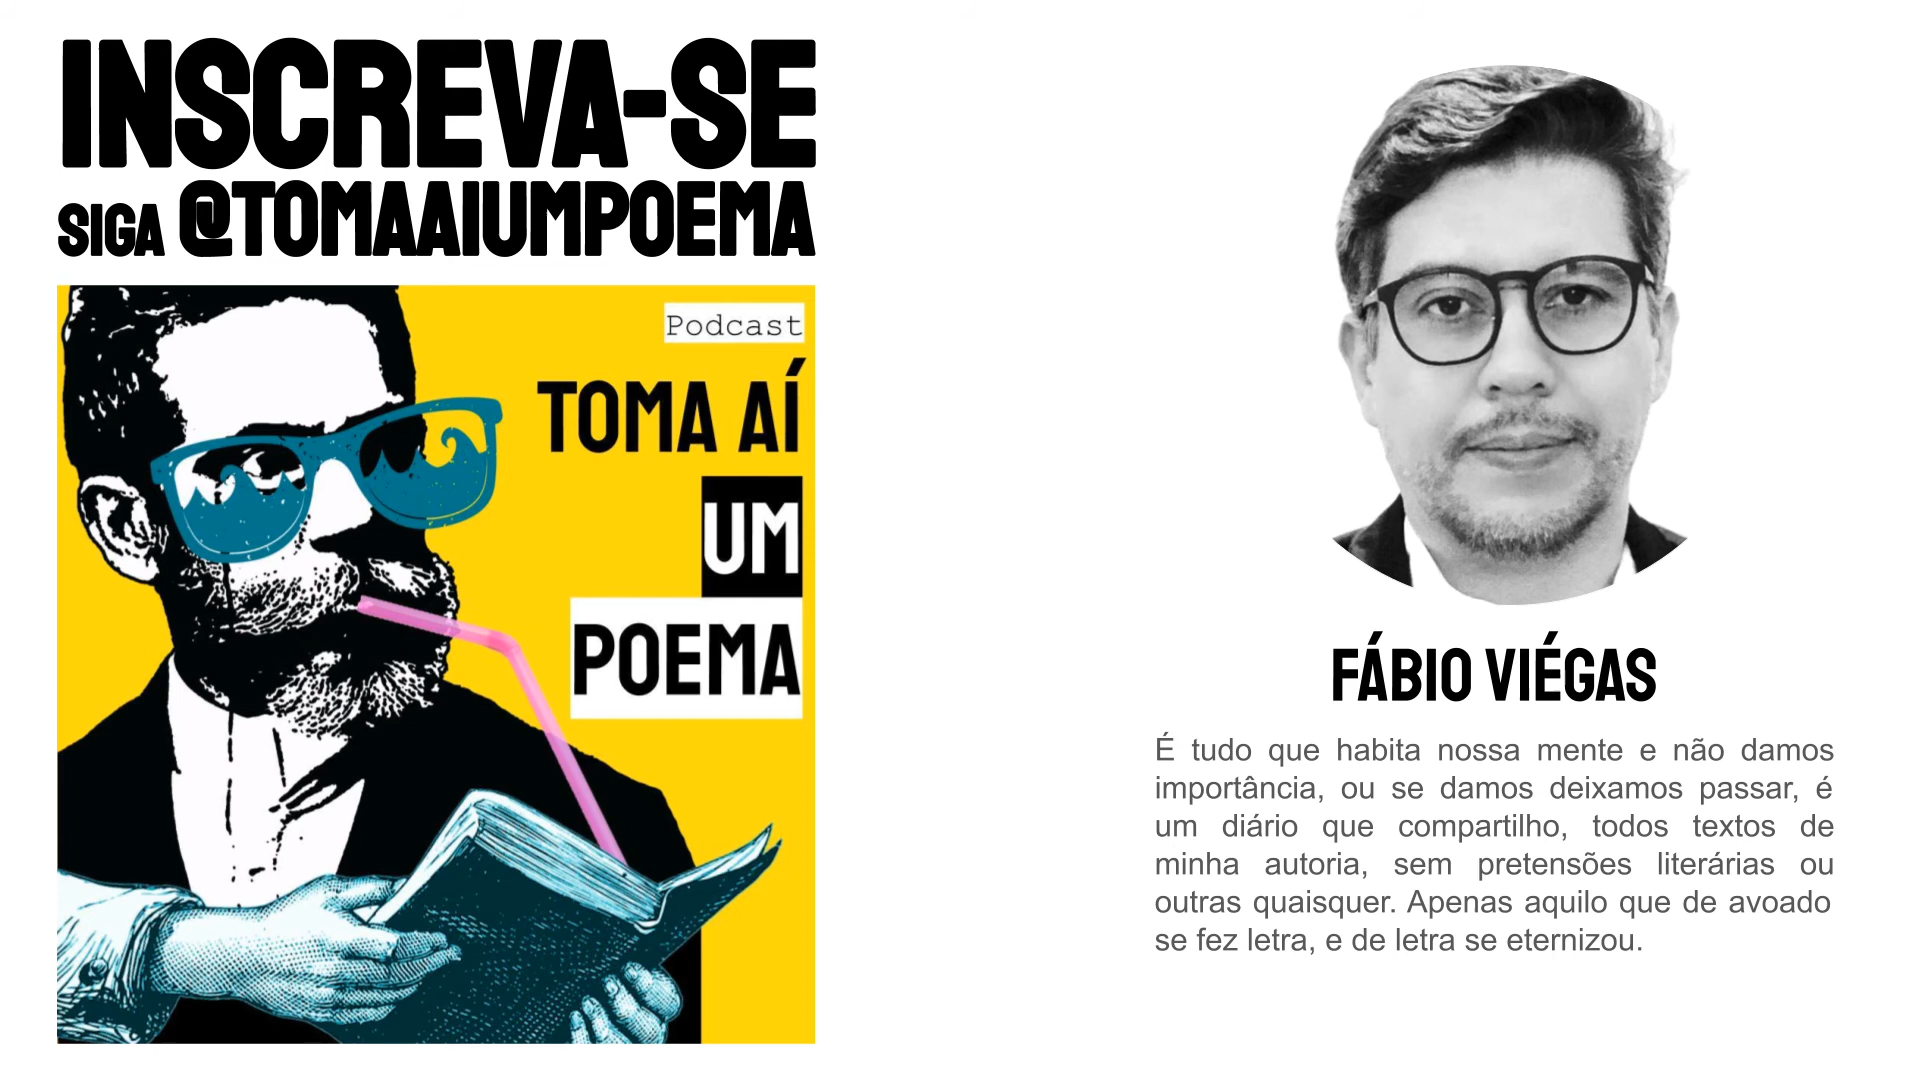 INSCREVA-SE
SIGA @TOMAAIUMPOEMA
Podcast
TOMA AÍ
UM
POEMA
FÁBIO VIÉGAS
É tudo que habita nossa mente e não damos
importância, ou se damos deixamos passar, é
um diário que compartilho, todos textos de
minha autoria, sem pretensões literárias ou
outras quaisquer. Apenas aquilo que de avoado
se fez letra, e de letra se eternizou.